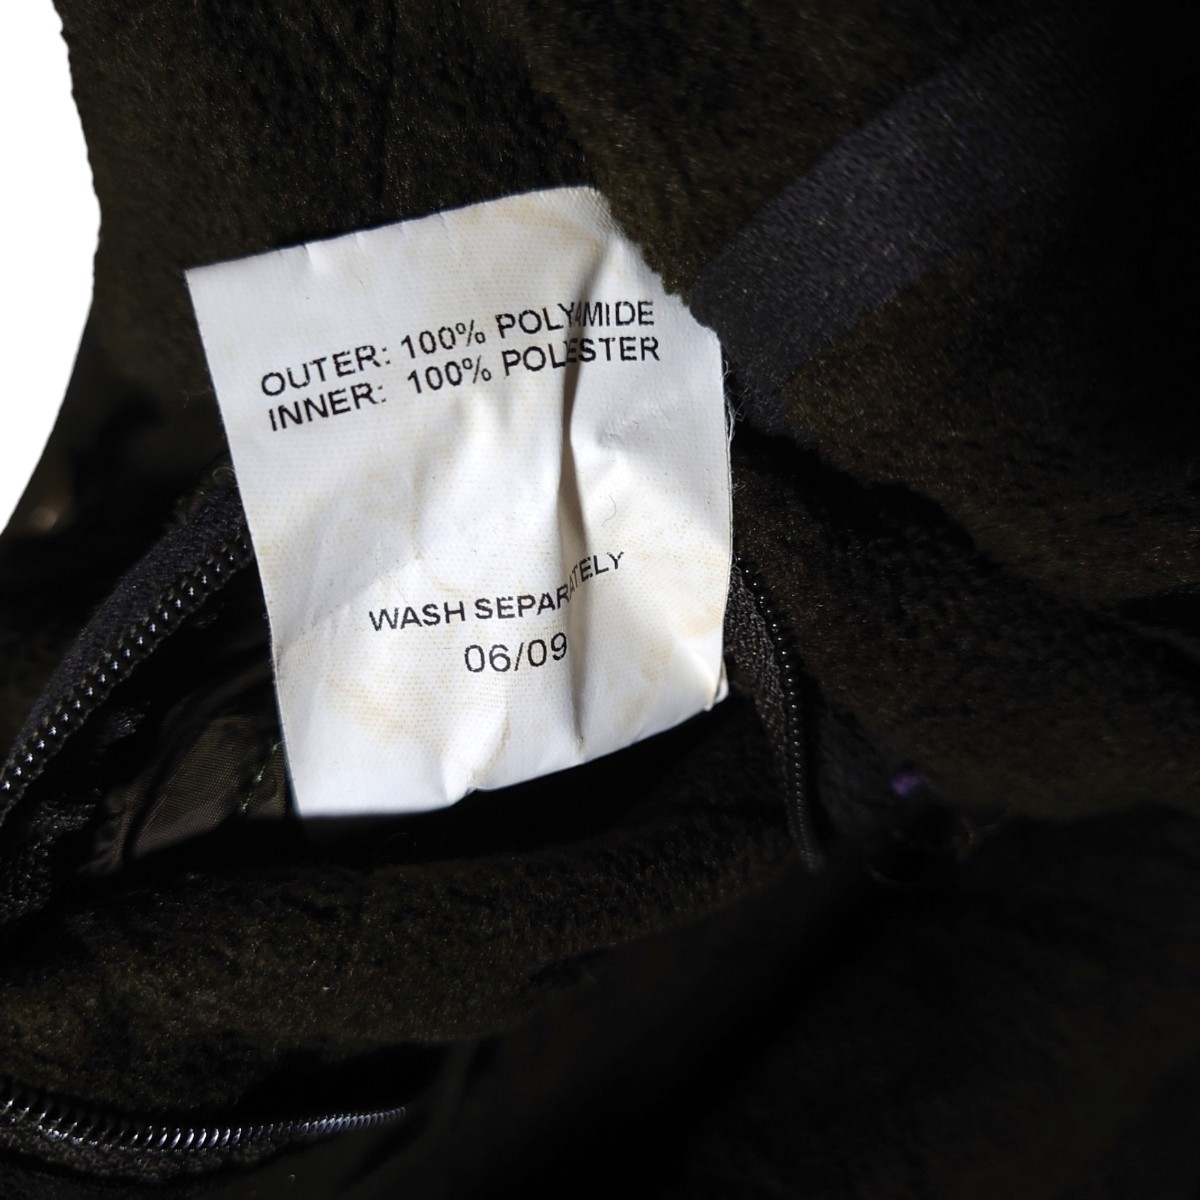 OUTER: 100% POLYAMIDE
INNER: 100% POLESTER
WASH SEPARATELY
06/09